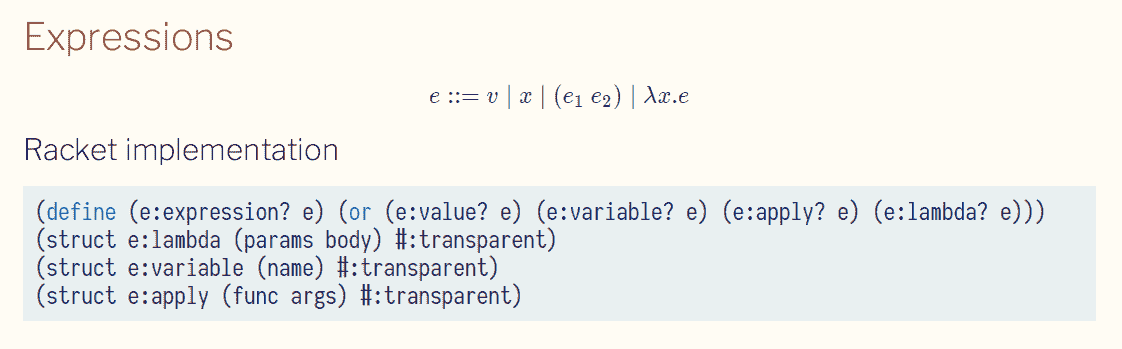 Expressions
e ::= v | x | (e₁ e₂) | λx.e
Racket implementation
(define (e:expression? e) (or (e:value? e) (e:variable? e) (e:apply? e) (e:lambda? e)))
(struct e:lambda (params body) #:transparent)
(struct e:variable (name) #:transparent)
(struct e:apply (func args) #:transparent)